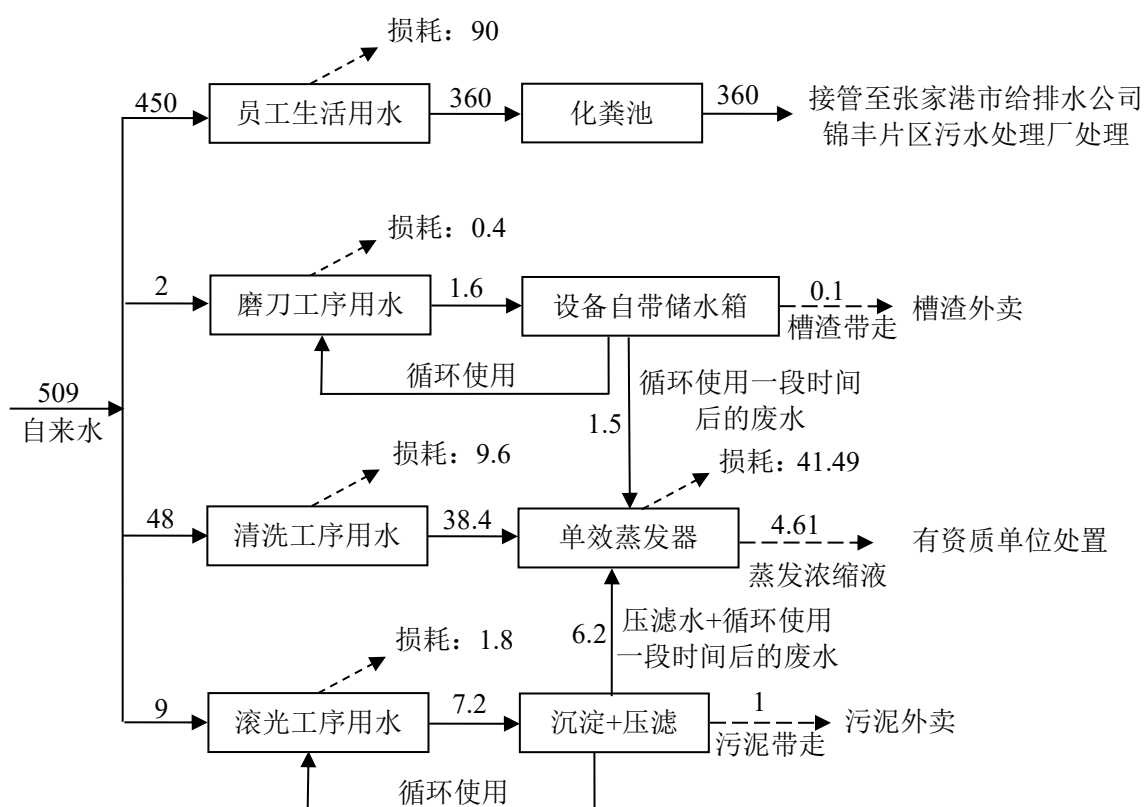 损耗：90
450
员工生活用水
360
化粪池
360
接管至张家港市给排水公司
锦丰片区污水处理厂处理
损耗：0.4
2
磨刀工序用水
1.6
设备自带储水箱
0.1
槽渣带走
槽渣外卖
循环使用
循环使用一段时间
后的废水
509
自来水
1.5
损耗：9.6
损耗：41.49
48
清洗工序用水
38.4
单效蒸发器
4.61
蒸发浓缩液
有资质单位处置
损耗：1.8
6.2
压滤水+循环使用
一段时间后的废水
9
滚光工序用水
7.2
沉淀+压滤
1
污泥带走
污泥外卖
循环使用